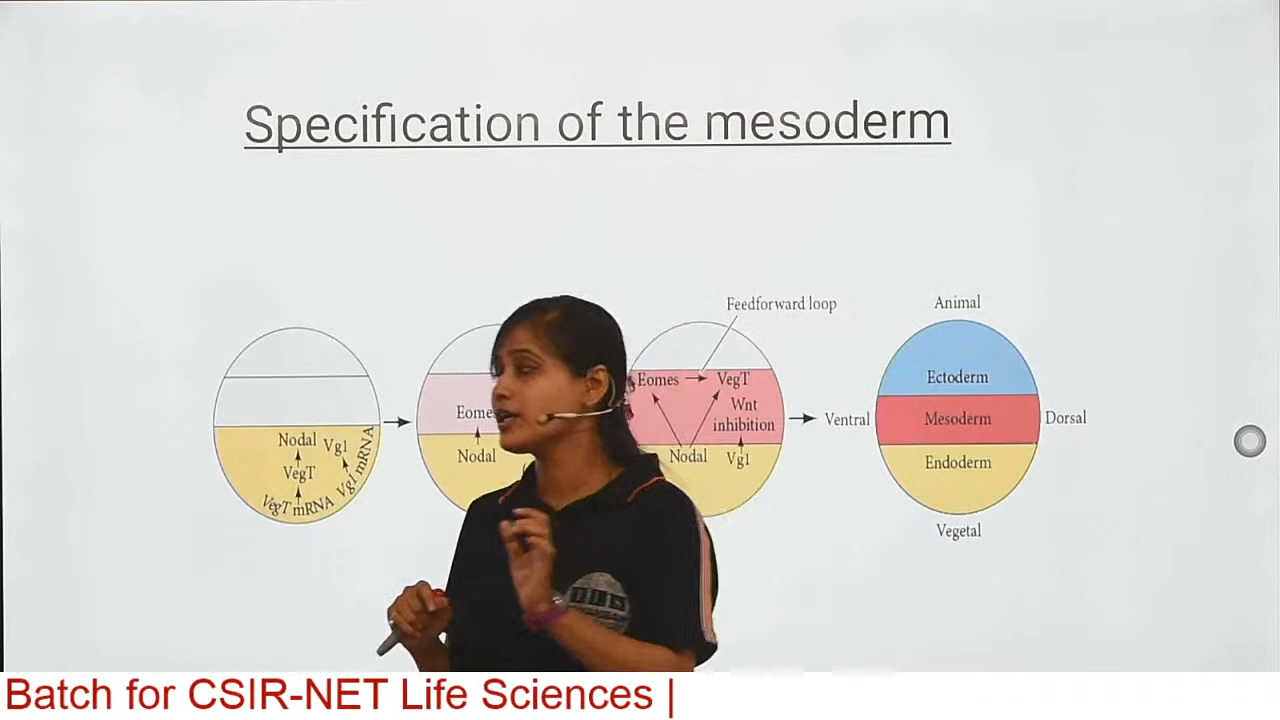 Specification of the mesoderm
Feedforward loop
Animal
Nodal
Vg1
VegT
VegT mRNA
Vg1 mRNA
Eomes
Nodal
Eomes
VegT
Wnt
inhibition
Nodal
Vg1
Ventral
Ectoderm
Mesoderm
Endoderm
Dorsal
Vegetal
Batch for CSIR-NET Life Sciences |